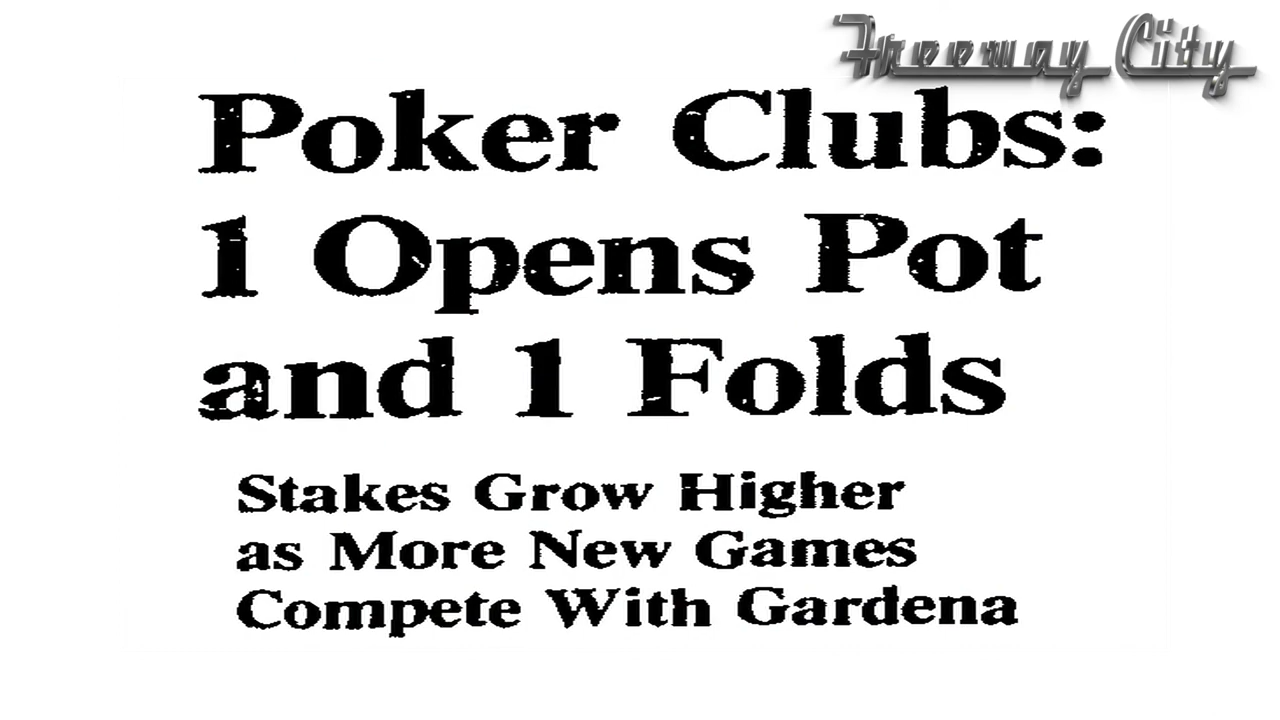 Freeway City
Poker Clubs:
1 Opens Pot
and 1 Folds
Stakes Grow Higher
as More New Games
Compete With Gardena